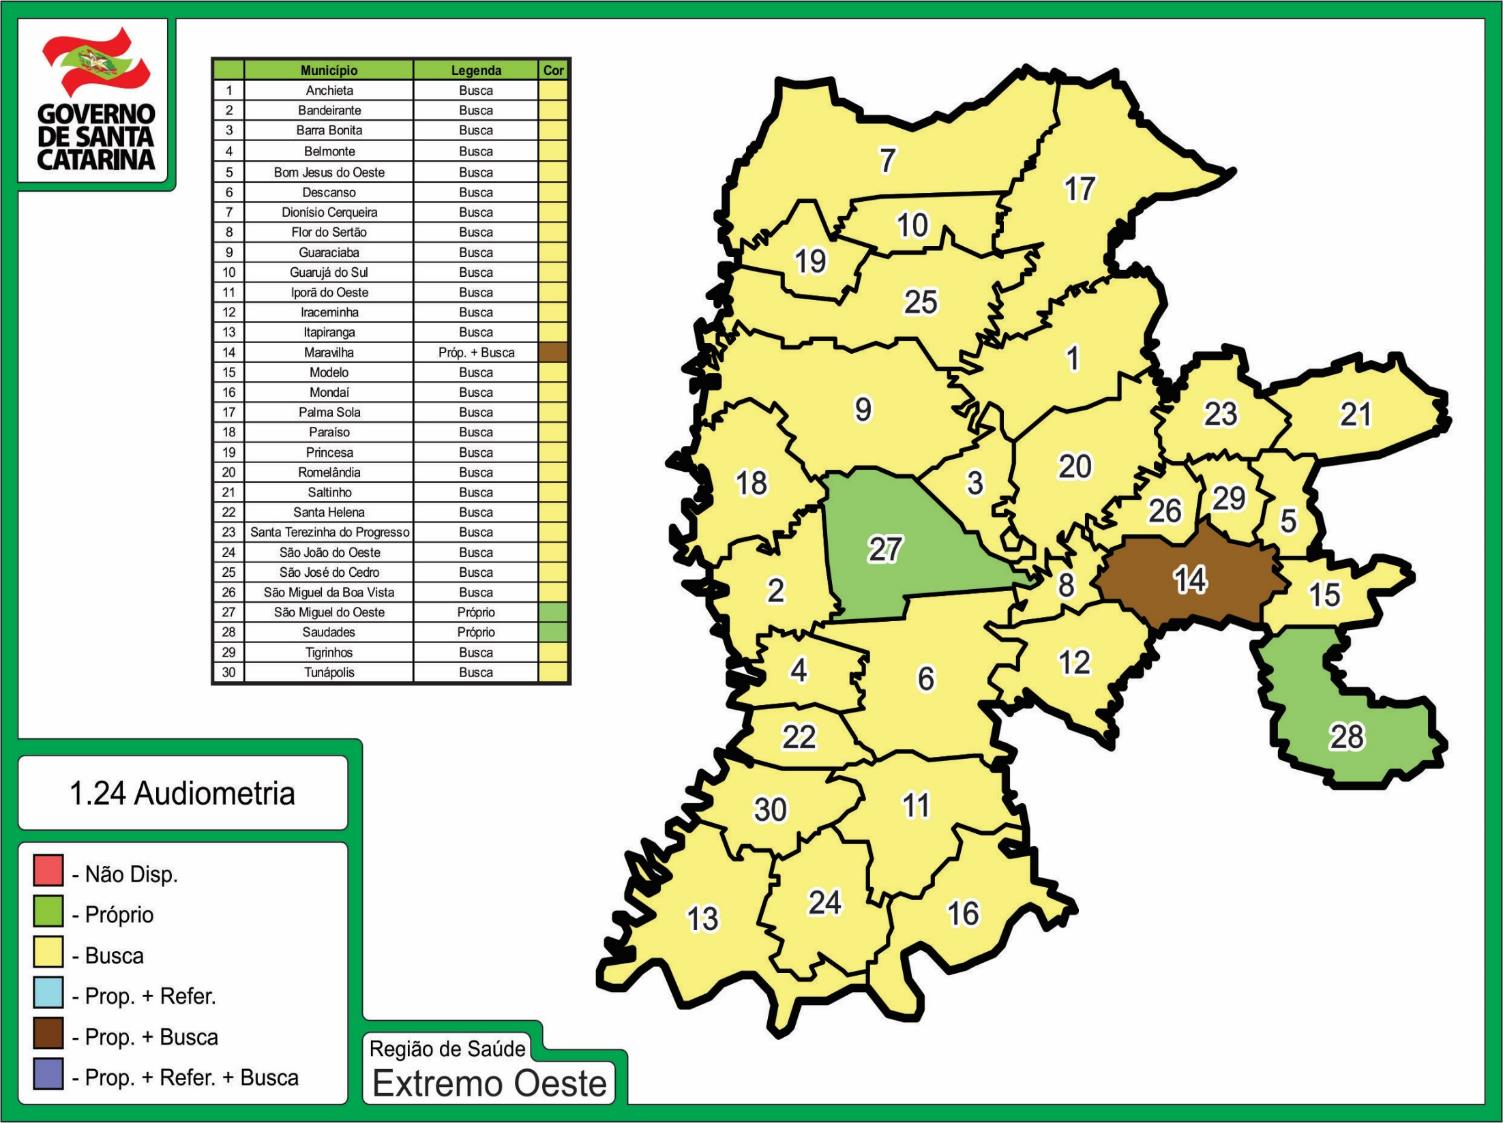 GOVERNO
DE SANTA
CATARINA
Município Legenda Cor
1 Anchieta Busca
2 Bandeirante Busca
3 Barra Bonita Busca
4 Belmonte Busca
5 Bom Jesus do Oeste Busca
6 Descanso Busca
7 Dionísio Cerqueira Busca
8 Flor do Sertão Busca
9 Guaraciaba Busca
10 Guarujá do Sul Busca
11 Iporã do Oeste Busca
12 Iraceminha Busca
13 Itapiranga Busca
14 Maravilha Próp. + Busca
15 Modelo Busca
16 Mondaí Busca
17 Palma Sola Busca
18 Paraíso Busca
19 Princesa Busca
20 Romelândia Busca
21 Saltinho Busca
22 Santa Helena Busca
23 Santa Terezinha do Progresso Busca
24 São João do Oeste Busca
25 São José do Cedro Busca
26 São Miguel da Boa Vista Busca
27 São Miguel do Oeste Próprio
28 Saudades Próprio
29 Tigrinhos Busca
30 Tunápolis Busca
7
17
10
19
25
1
9
23
21
18
3
20
26
29
5
27
2
8
14
15
4
6
12
22
28
30
11
13
24
16
1.24 Audiometria
- Não Disp.
- Próprio
- Busca
- Prop. + Refer.
- Prop. + Busca
- Prop. + Refer. + Busca
Região de Saúde
Extremo Oeste